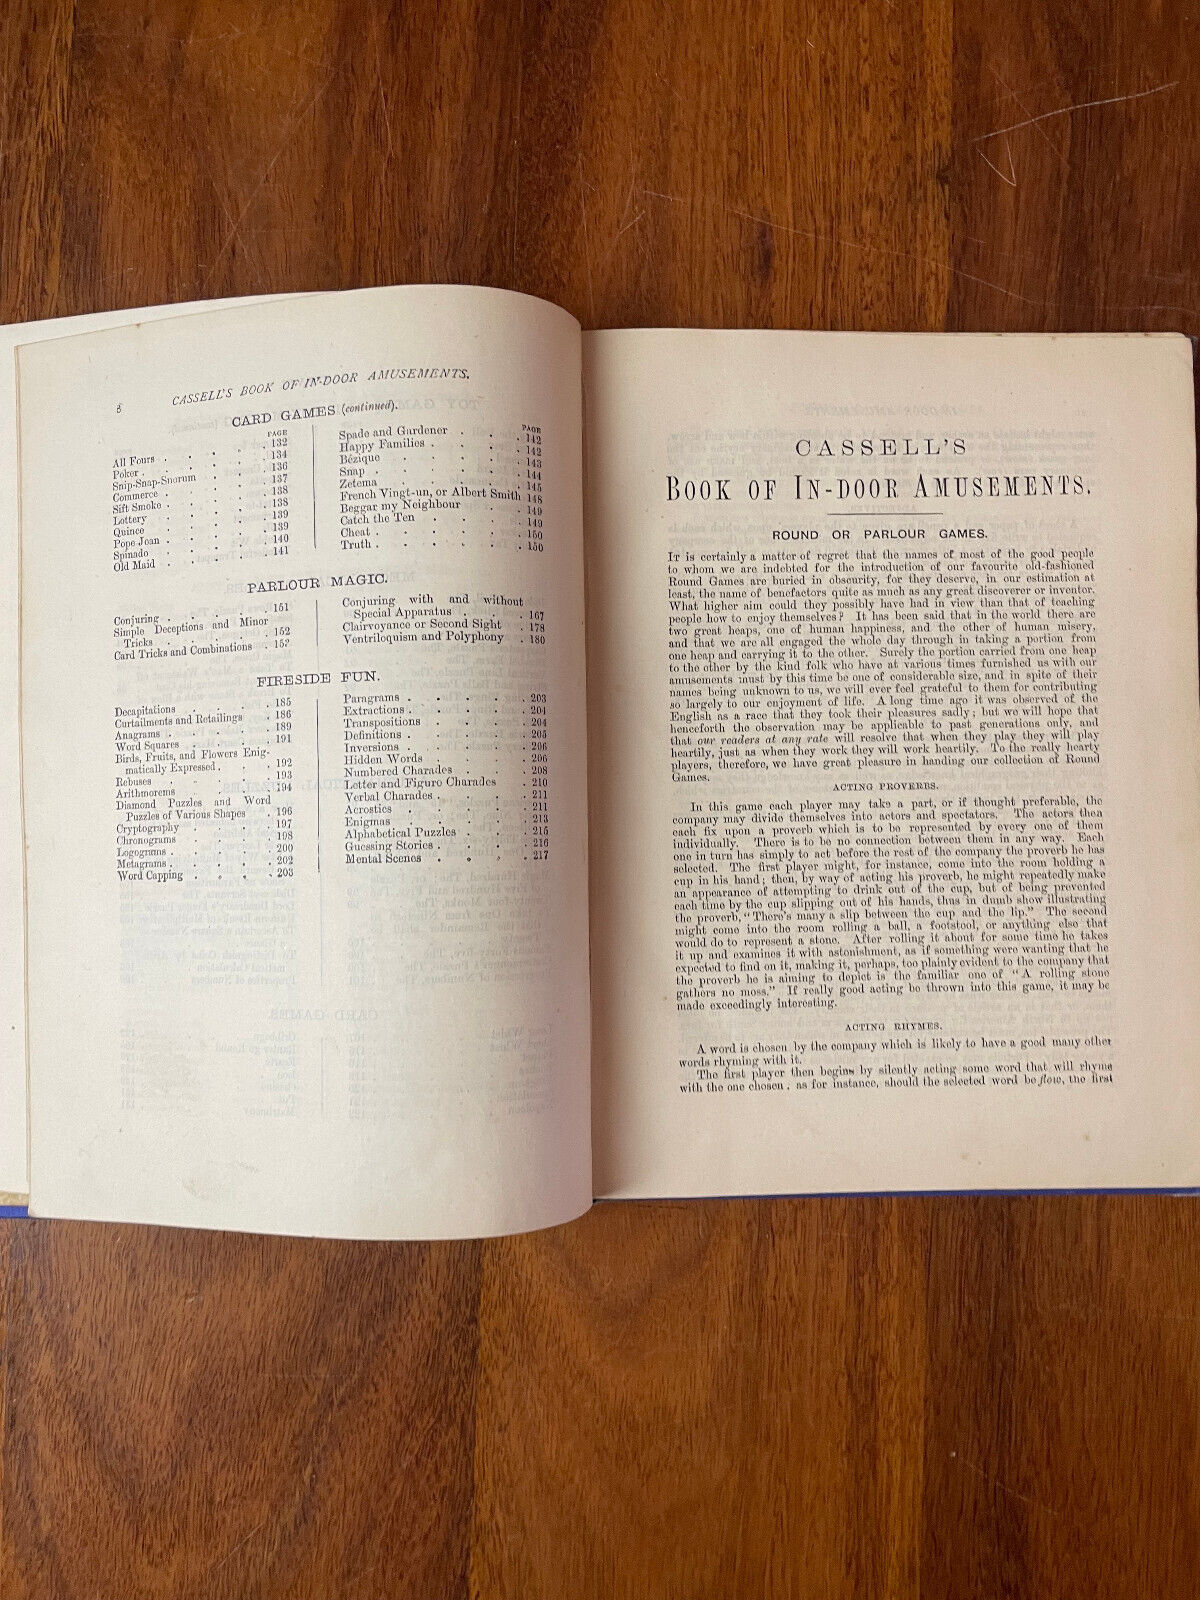 8
CASSELL'S BOOK OF IN-DOOR AMUSEMENTS.
CARD GAMES (continued).
PAGE
All Fours . . . . . 132
Poker . . . . . 134
Snip-Snap-Snorum . . . 136
Commerce . . . . . 137
Sift Smoke . . . . . 138
Lottery . . . . . 138
Quince . . . . . 139
Pope Joan . . . . . 139
Spinado . . . . . 140
Old Maid . . . 141
PAGE
Spade and Gardener . . . 142
Happy Families . . . . 142
Bézique . . . . . 143
Snap . . . . . 144
Zetema . . . . . 145
French Vingt-un, or Albert Smith 148
Beggar my Neighbour . . 149
Catch the Ten . . . . 149
Cheat . . . . . 150
Truth . . . . . 150
PARLOUR MAGIC.
Conjuring . . . . . 151
Simple Deceptions and Minor
Tricks . . . . . 152
Card Tricks and Combinations . 152
Conjuring with and without
Special Apparatus . . . 167
Clairvoyance or Second Sight . 178
Ventriloquism and Polyphony . 180
FIRESIDE FUN.
Decapitations . . . . 185
Curtailments and Retailings . 186
Anagrams . . . . . 189
Word Squares . . . . 191
Birds, Fruits, and Flowers Enig-
matically Expressed . . . 192
Rebuses . . . . . 193
Arithmorems . . . . 194
Diamond Puzzles and Word
Puzzles of Various Shapes . 196
Cryptography . . . . 197
Chronograms . . . . 198
Logograms . . . . . 200
Metagrams . . . . . 202
Word Capping . . . . 203
Paragrams . . . . . 203
Extractions . . . . . 204
Transpositions . . . . 204
Definitions . . . . . 205
Inversions . . . . . 206
Hidden Words . . . . 206
Numbered Charades . . . 208
Letter and Figure Charades . 210
Verbal Charades . . . . 211
Acrostics . . . . . 211
Enigmas . . . . . 213
Alphabetical Puzzles . . . 215
Guessing Stories . . . . 216
Mental Scenes . . . . 217
CASSELL'S
BOOK OF IN-DOOR AMUSEMENTS.
ROUND OR PARLOUR GAMES.
IT is certainly a matter of regret that the names of most of the good people
to whom we are indebted for the introduction of our favourite old-fashioned
Round Games are buried in obscurity, for they deserve, in our estimation at
least, the name of benefactors quite as much as any great discoverer or inventor.
What higher aim could they possibly have had in view than that of teaching
people how to enjoy themselves? It has been said that in the world there are
two great heaps, one of human happiness, and the other of human misery,
and that we are all engaged the whole day through in taking a portion from
one heap and carrying it to the other. Surely the portion carried from one heap
to the other by the kind folk who have at various times furnished us with our
amusements must by this time be one of considerable size, and in spite of their
names being unknown to us, we will ever feel grateful to them for contributing
so largely to our enjoyment of life. A long time ago it was observed of the
English as a race that they took their pleasures sadly; but we will hope that
henceforth the observation may be applicable to past generations only, and
that our readers at any rate will resolve that when they play they will play
heartily, just as when they work they will work heartily. To the really hearty
players, therefore, we have great pleasure in handing our collection of Round
Games.
ACTING PROVERBS.
In this game each player may take a part, or if thought preferable, the
company may divide themselves into actors and spectators. The actors then
each fix upon a proverb which is to be represented by every one of them
individually. There is to be no connection between them in any way. Each
one in turn has simply to act before the rest of the company the proverb he has
selected. The first player might, for instance, come into the room holding a
cup in his hand; then, by way of acting his proverb, he might repeatedly make
an appearance of attempting to drink out of the cup, but of being prevented
each time by the cup slipping out of his hands, thus in dumb show illustrating
the proverb, "There's many a slip between the cup and the lip." The second
might come into the room rolling a ball, a footstool, or anything else that
would do to represent a stone. After rolling it about for some time he takes
it up and examines it with astonishment, as if something were wanting that he
expected to find on it, making it, perhaps, too plainly evident to the company that
the proverb he is aiming to depict is the familiar one of "A rolling stone
gathers no moss." If really good acting be thrown into this game, it may be
made exceedingly interesting.
ACTING RHYMES.
A word is chosen by the company which is likely to have a good many other
words rhyming with it.
The first player then begins by silently acting some word that will rhyme
with the one chosen. as for instance, should the selected word be flow, the first